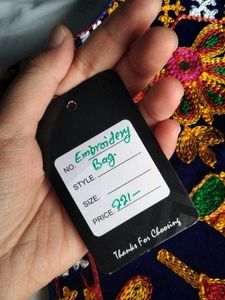 NO. Embroidery
STYLE. Bag.
SIZE.
PRICE 221/-
Thanks For Choosing